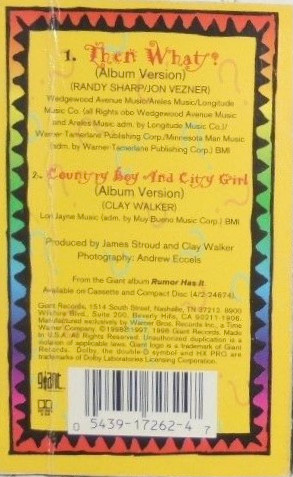 1. Then What?
(Album Version)
(RANDY SHARP/JON VEZNER)
Wedgewood Avenue Music/Areles Music/Longitude
Music Co. (all Rights obo Wedgewood Avenue Music
and Areles Music adm. by Longitude Music Co.)/
Warner-Tamerlane Publishing Corp./Minnesota Man Music
(adm. by Warner-Tamerlane Publishing Corp.) BMI
2. Country Boy And City Girl
(Album Version)
(CLAY WALKER)
Lori Jayne Music (adm. by Muy Bueno Music Corp.) BMI
Produced by James Stroud and Clay Walker
Photography: Andrew Eccels
From the Giant album Rumor Has It.
Available on Cassette and Compact Disc (4/2-24674).
Giant Records, 1514 South Street, Nashville, TN 37212 8900
Wilshire Blvd., Suite 200, Beverly Hills, CA 90211-1906.
Manufactured exclusively by Warner Bros. Records Inc., a Time
Warner Company. ©1998 ℗1997, 1998 Giant Records. Made
in U.S.A. All Rights Reserved. Unauthorized duplication is a
violation of applicable laws. Giant logo is a trademark of Giant
Records. Dolby, the double-D symbol and HX PRO are
trademarks of Dolby Laboratories Licensing Corporation.
giant
0 5439-17262-4 7